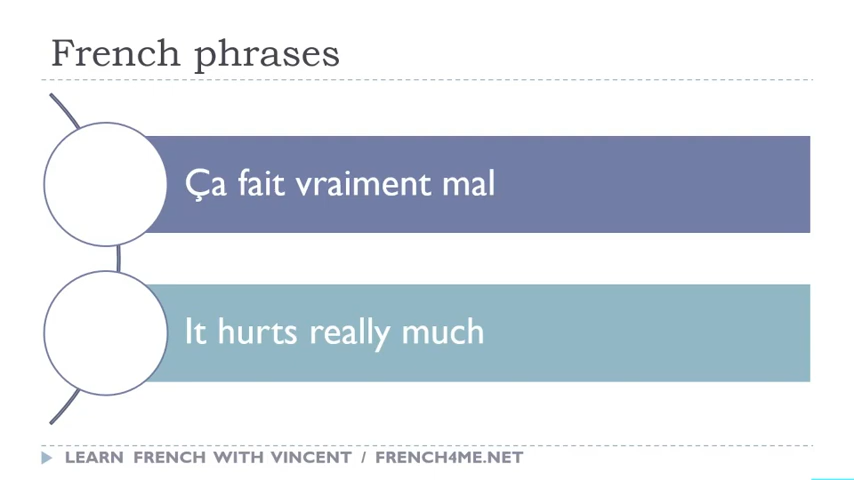 French phrases
Ça fait vraiment mal
It hurts really much
LEARN FRENCH WITH VINCENT / FRENCH4ME.NET